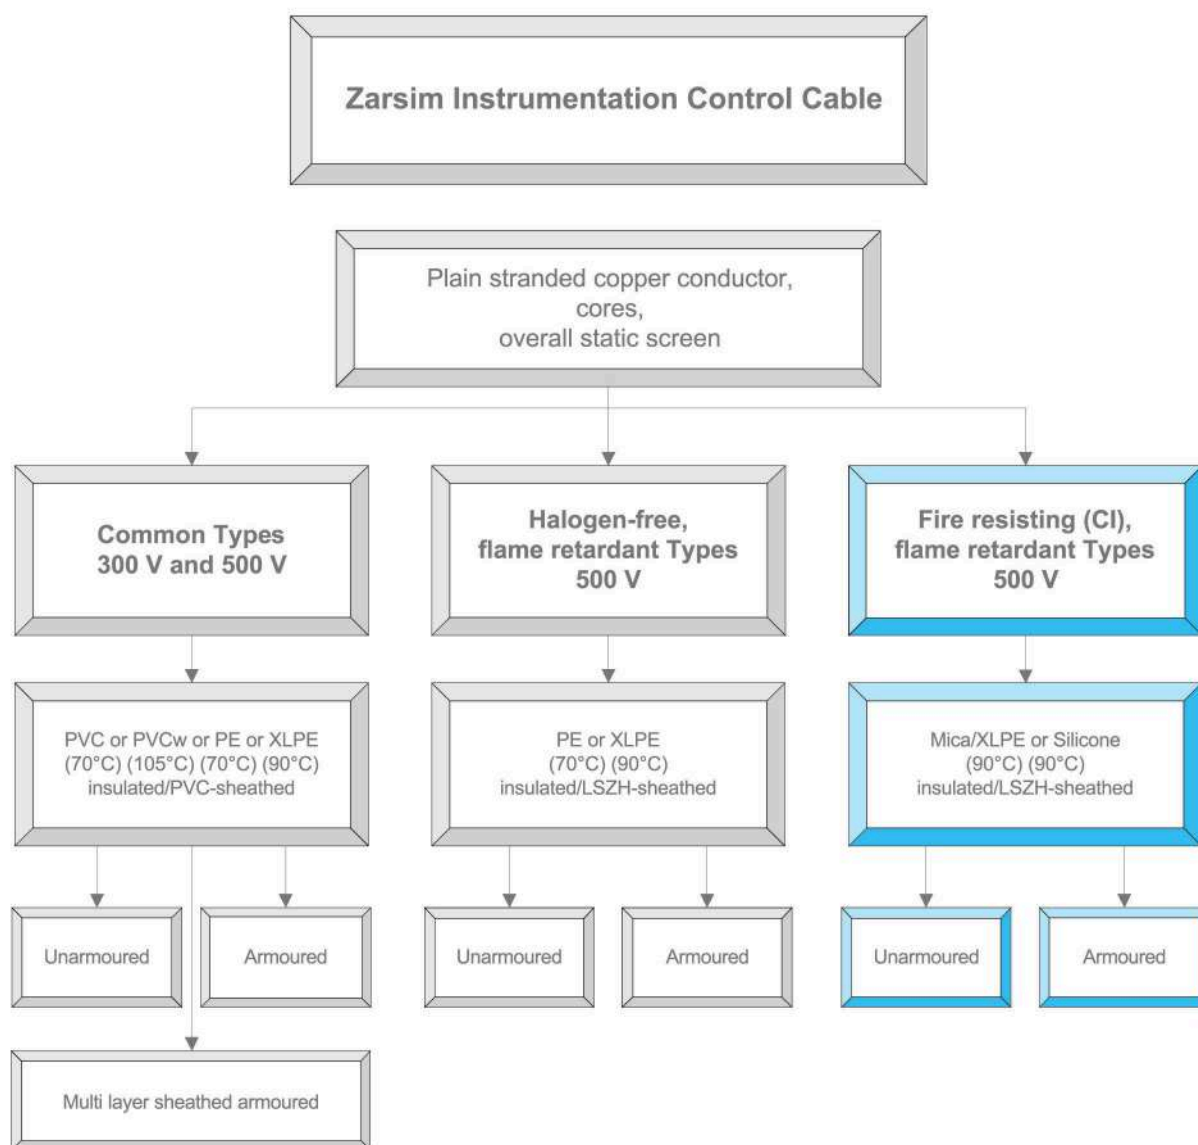 Zarsim Instrumentation Control Cable
Plain stranded copper conductor,
cores,
overall static screen
Common Types
300 V and 500 V
Halogen-free,
flame retardant Types
500 V
Fire resisting (CI),
flame retardant Types
500 V
PVC or PVCw or PE or XLPE
(70°C) (105°C) (70°C) (90°C)
insulated/PVC-sheathed
PE or XLPE
(70°C) (90°C)
insulated/LSZH-sheathed
Mica/XLPE or Silicone
(90°C) (90°C)
insulated/LSZH-sheathed
Unarmoured
Armoured
Unarmoured
Armoured
Unarmoured
Armoured
Multi layer sheathed armoured